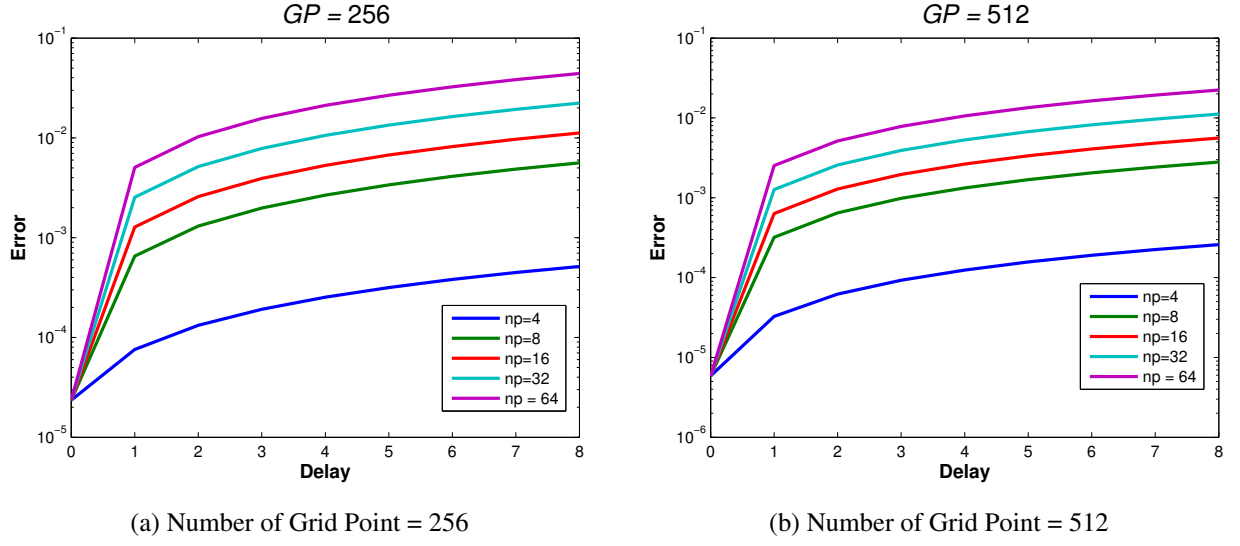 GP = 256
10^-1
10^-2
10^-3
10^-4
10^-5
Error
0 1 2 3 4 5 6 7 8
Delay
np=4
np=8
np=16
np=32
np = 64
(a) Number of Grid Point = 256
GP = 512
10^-1
10^-2
10^-3
10^-4
10^-5
10^-6
Error
0 1 2 3 4 5 6 7 8
Delay
np=4
np=8
np=16
np=32
np = 64
(b) Number of Grid Point = 512